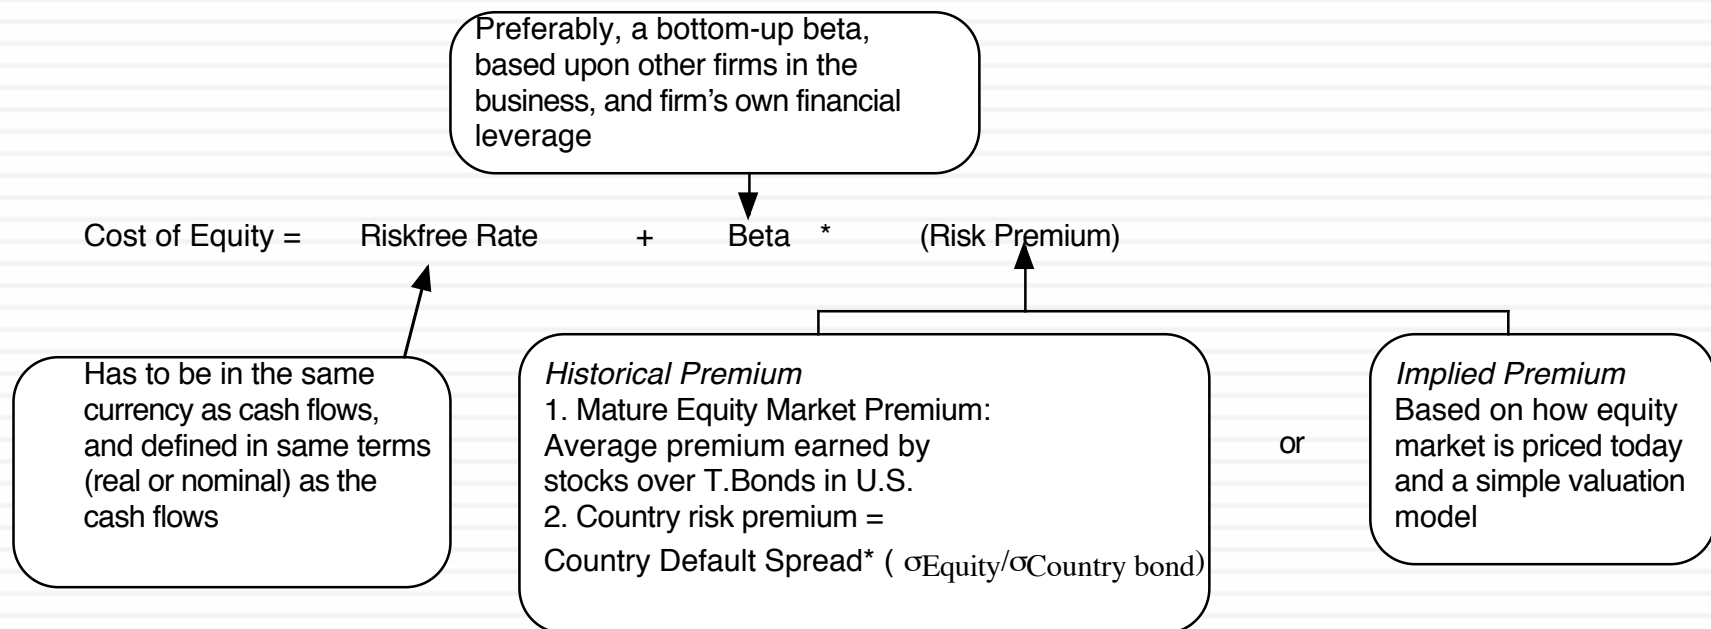 Preferably, a bottom-up beta,
based upon other firms in the
business, and firm's own financial
leverage
Cost of Equity = Riskfree Rate + Beta * (Risk Premium)
Has to be in the same
currency as cash flows,
and defined in same terms
(real or nominal) as the
cash flows
Historical Premium
1. Mature Equity Market Premium:
Average premium earned by
stocks over T.Bonds in U.S.
2. Country risk premium =
Country Default Spread* ( σEquity/σCountry bond)
or
Implied Premium
Based on how equity
market is priced today
and a simple valuation
model